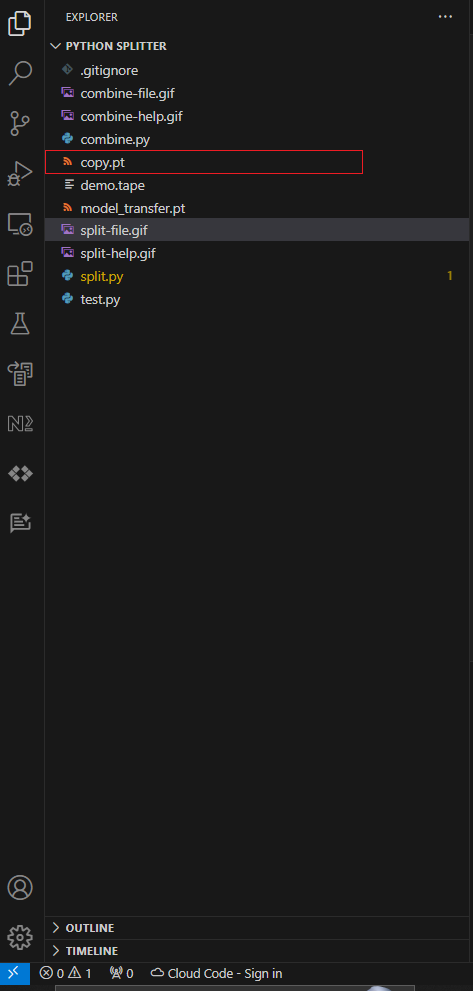 EXPLORER
PYTHON SPLITTER
.gitignore
combine-file.gif
combine-help.gif
combine.py
copy.pt
demo.tape
model_transfer.pt
split-file.gif
split-help.gif
split.py 1
test.py
OUTLINE
TIMELINE
0 1 0 Cloud Code - Sign in